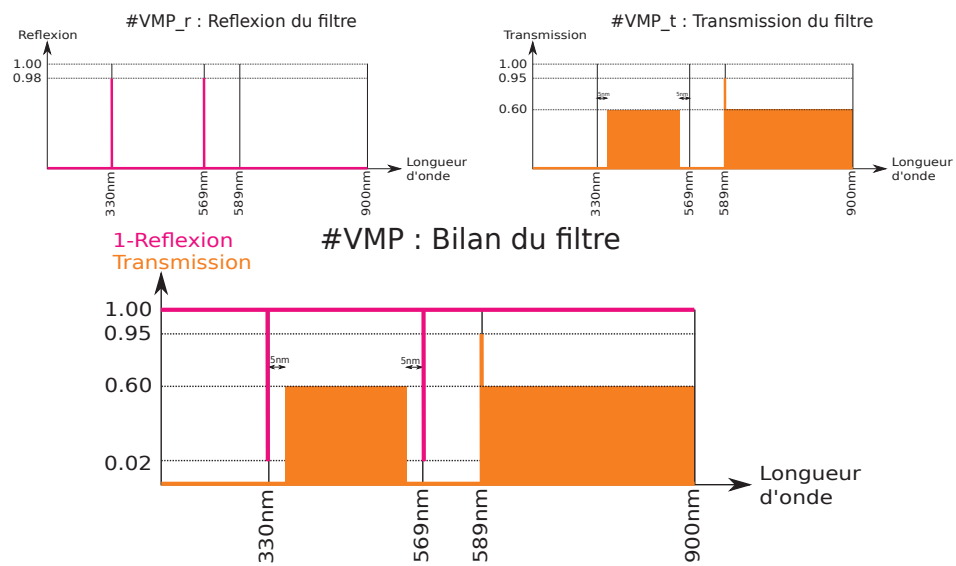 #VMP_r : Reflexion du filtre
Reflexion
1.00
0.98
Longueur
d'onde
330nm
569nm
589nm
900nm
#VMP_t : Transmission du filtre
Transmission
1.00
0.95
0.60
5nm
5nm
Longueur
d'onde
330nm
569nm
589nm
900nm
#VMP : Bilan du filtre
1-Reflexion
Transmission
1.00
0.95
0.60
0.02
5nm
5nm
Longueur
d'onde
330nm
569nm
589nm
900nm